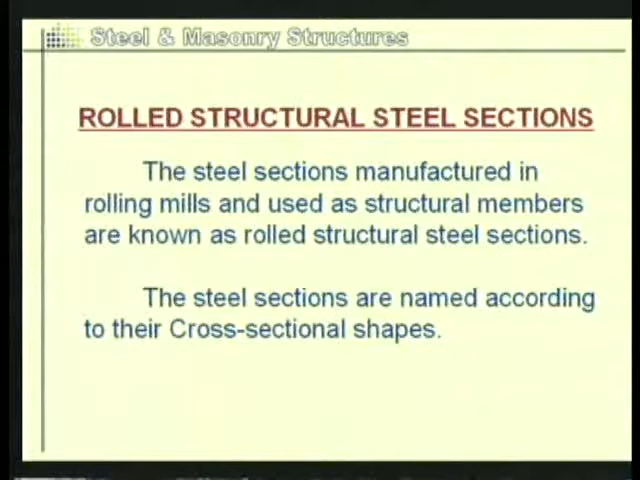 Steel & Masonry Structures
ROLLED STRUCTURAL STEEL SECTIONS
The steel sections manufactured in
rolling mills and used as structural members
are known as rolled structural steel sections.
The steel sections are named according
to their Cross-sectional shapes.